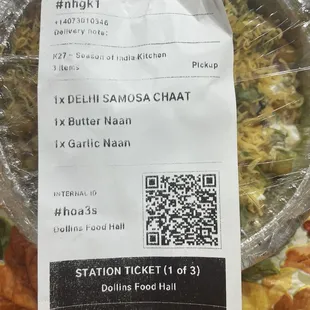 #nhgk1
+14073010346
Delivery note:
K27 - Season of India Kitchen
3 Items Pickup
1x DELHI SAMOSA CHAAT
1x Butter Naan
1x Garlic Naan
INTERNAL ID
#hoa3s
Dollins Food Hall
STATION TICKET (1 of 3)
Dollins Food Hall